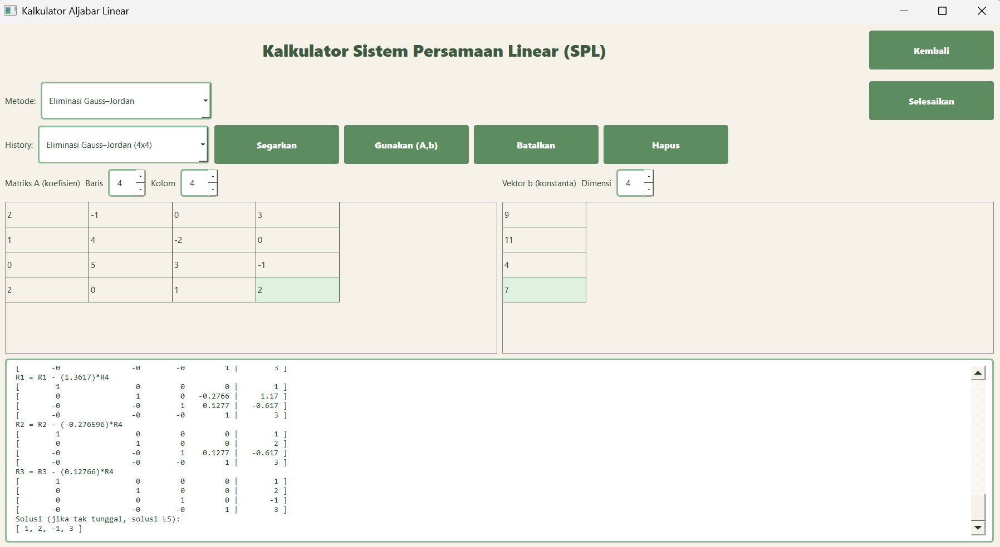 Kalkulator Aljabar Linear
Kalkulator Sistem Persamaan Linear (SPL)
Kembali
Metode: Eliminasi Gauss–Jordan
Selesaikan
History: Eliminasi Gauss–Jordan (4x4) Segarkan Gunakan (A,b) Batalkan Hapus
Matriks A (koefisien) Baris 4 Kolom 4
Vektor b (konstanta) Dimensi 4
2 -1 0 3
1 4 -2 0
0 5 3 -1
2 0 1 2
9
11
4
7
[ -0 -0 -0 1 | 3 ]
R1 = R1 - (1.3617)*R4
[ 1 0 0 0 | 1 ]
[ 0 1 0 -0.2766 | 1.17 ]
[ -0 -0 1 0.1277 | -0.617 ]
[ -0 -0 -0 1 | 3 ]
R2 = R2 - (-0.276596)*R4
[ 1 0 0 0 | 1 ]
[ 0 1 0 0 | 2 ]
[ -0 -0 1 0.1277 | -0.617 ]
[ -0 -0 -0 1 | 3 ]
R3 = R3 - (0.12766)*R4
[ 1 0 0 0 | 1 ]
[ 0 1 0 0 | 2 ]
[ 0 0 1 0 | -1 ]
[ -0 -0 -0 1 | 3 ]
Solusi (jika tak tunggal, solusi LS):
[ 1, 2, -1, 3 ]